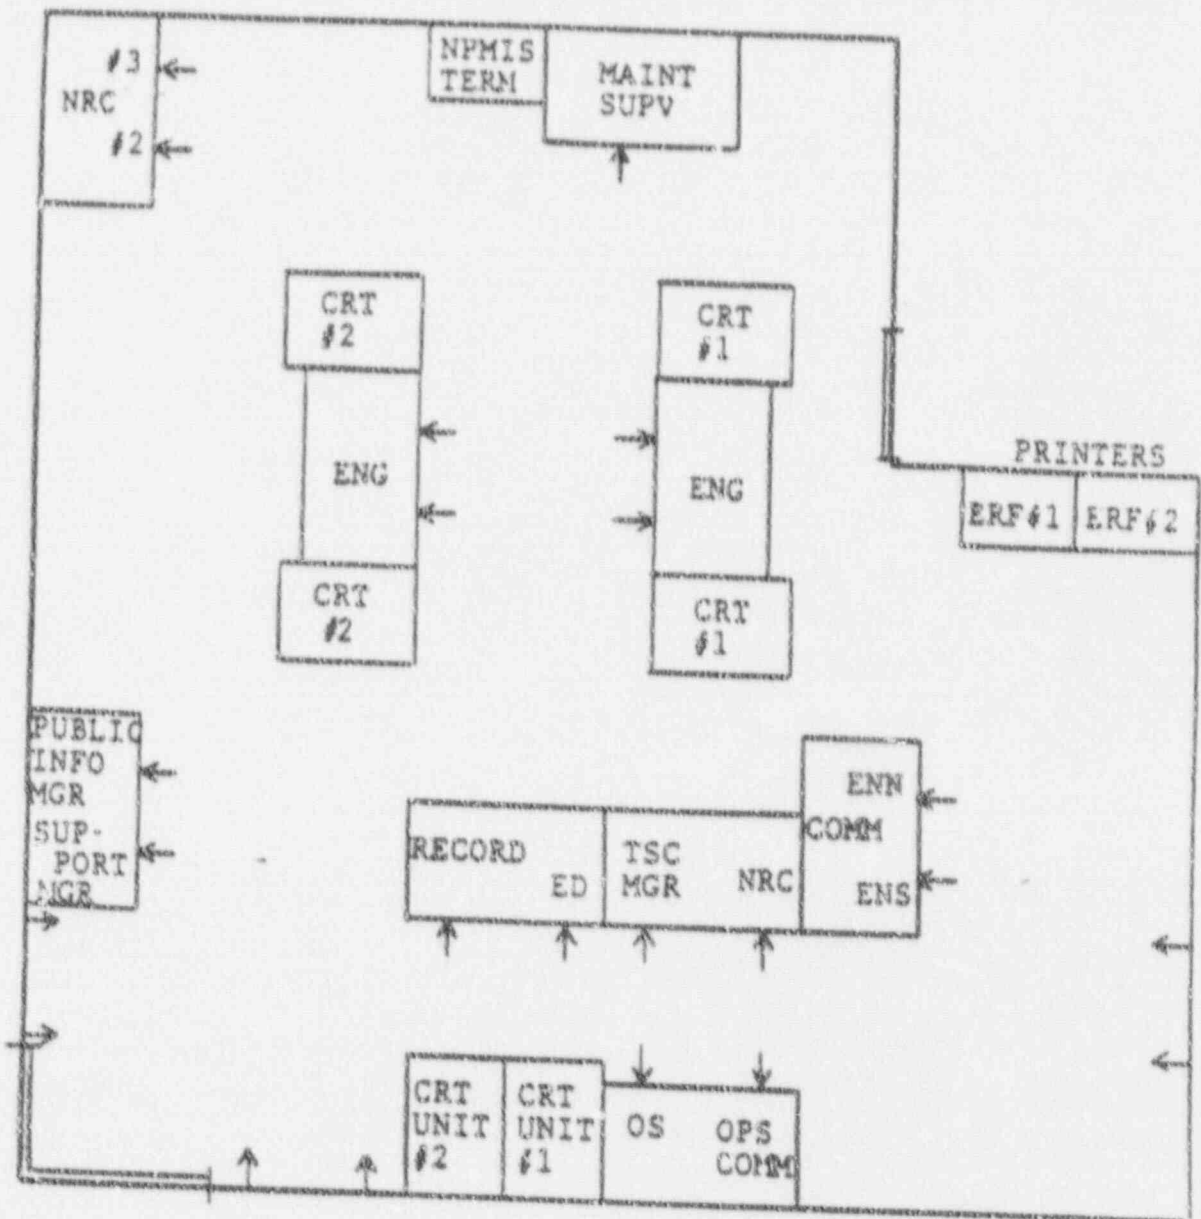 #3
NRC
#2
NPMIS
TERM
MAINT
SUPV
CRT
#2
CRT
#1
ENG
ENG
PRINTERS
ERF#1
ERF#2
CRT
#2
CRT
#1
PUBLIC
INFO
MGR
SUP-
PORT
MGR
RECORD
ED
TSC
MGR
NRC
ENN
COMM
ENS
CRT
UNIT
#2
CRT
UNIT
#1
OS
OPS
COMM